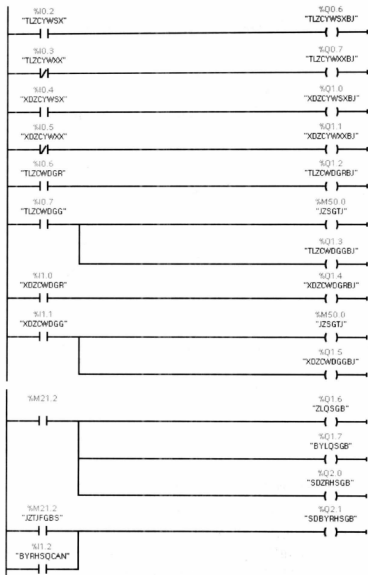 %I0.2 %Q0.6
"TLZCYWSX" "TLZCYWSXBJ"
%I0.3 %Q0.7
"TLZCYWXX" "TLZCYWXXBJ"
%I0.4 %Q1.0
"XDZCYWSX" "XDZCYWSXBJ"
%I0.5 %Q1.1
"XDZCYWXX" "XDZCYWXXBJ"
%I0.6 %Q1.2
"TLZCWDGR" "TLZCWDGRBJ"
%I0.7 %M50.0
"TLZCWDGG" "JZSGTJ"
%Q1.3
"TLZCWDGGBJ"
%I1.0 %Q1.4
"XDZCWDGR" "XDZCWDGRBJ"
%I1.1 %M50.0
"XDZCWDGG" "JZSGTJ"
%Q1.5
"XDZCWDGGBJ"
%M21.2 %Q1.6
"ZLQSGB"
%Q1.7
"BYLQSGB"
%Q2.0
"SDZRHSGB"
%M21.2 %Q2.1
"JZTJFGBS" "SDBYRHSGB"
%I1.2
"BYRHSQCAN"